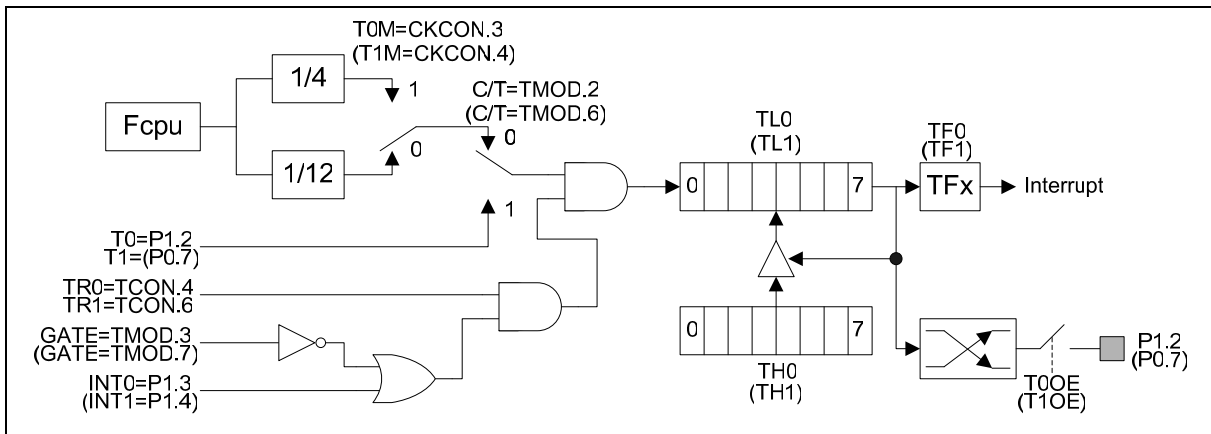 T0M=CKCON.3
(T1M=CKCON.4)
1/4
1
C/T=TMOD.2
(C/T=TMOD.6)
Fcpu
0
0
1/12
1
T0=P1.2
T1=(P0.7)
TR0=TCON.4
TR1=TCON.6
GATE=TMOD.3
(GATE=TMOD.7)
INT0=P1.3
(INT1=P1.4)
TL0
(TL1)
0 7
TF0
(TF1)
TFx
Interrupt
0 7
TH0
(TH1)
P1.2
(P0.7)
T0OE
(T1OE)